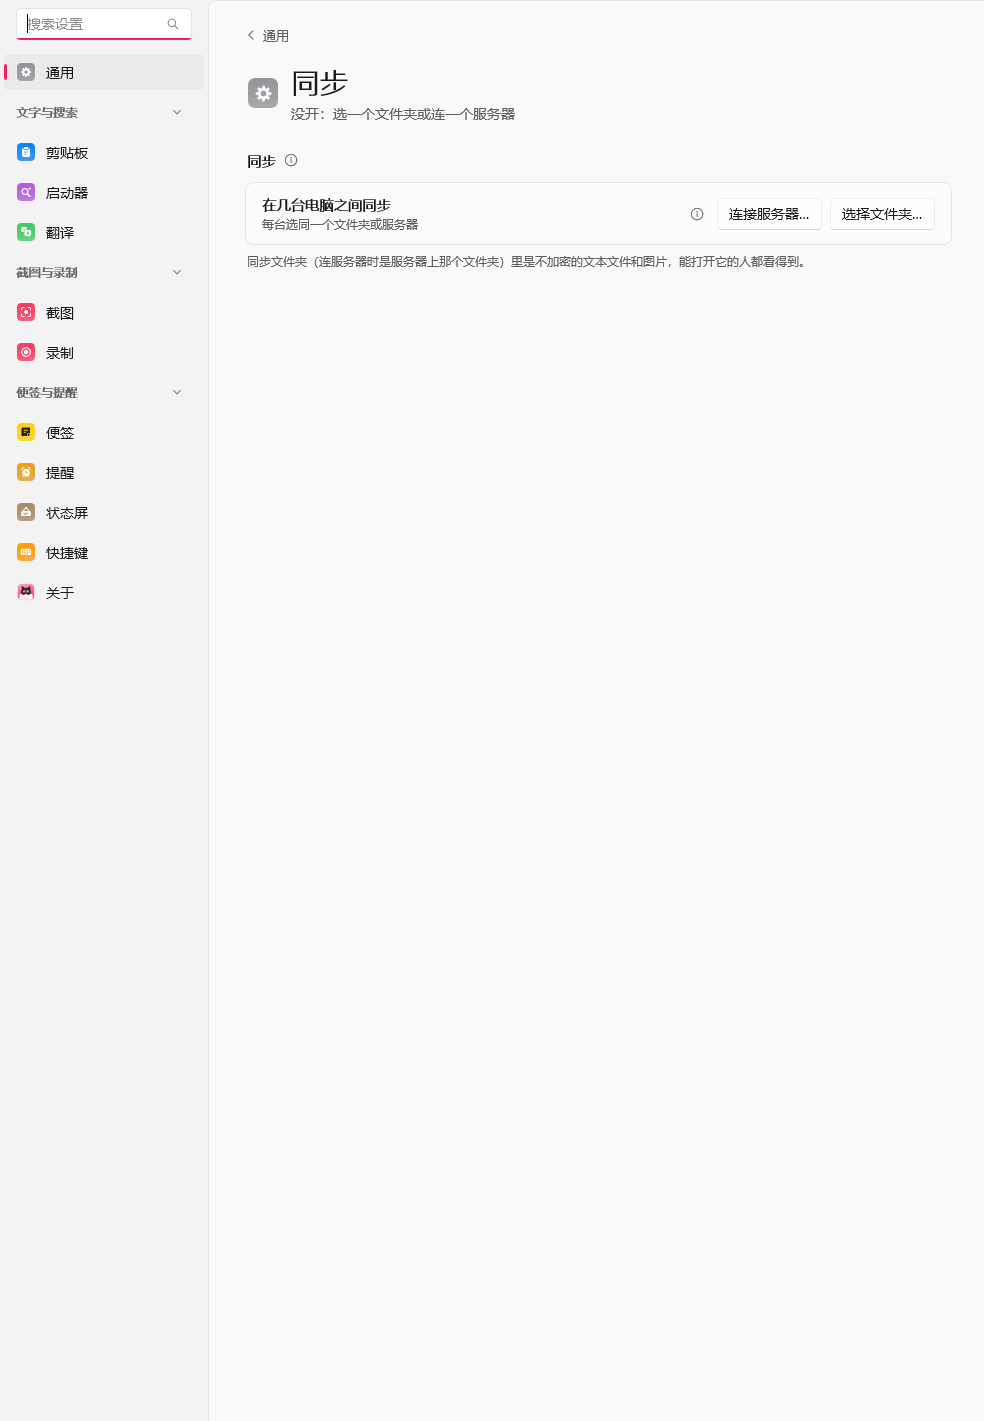 搜索设置
通用
文字与搜索
剪贴板
启动器
翻译
截图与录制
截图
录制
便签与提醒
便签
提醒
状态屏
快捷键
关于
通用
同步
没开：选一个文件夹或连一个服务器
同步
在几台电脑之间同步
每台选同一个文件夹或服务器
连接服务器...
选择文件夹...
同步文件夹（连服务器时是服务器上那个文件夹）里是不加密的文本文件和图片，能打开它的人都看得到。